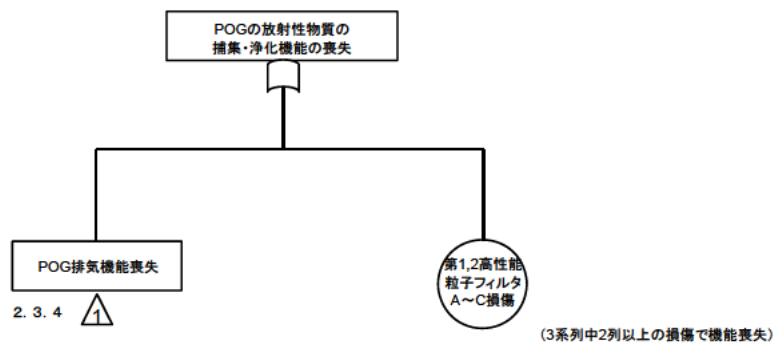 POGの放射性物質の
捕集・浄化機能の喪失
POG排気機能喪失
2. 3. 4
1
第1,2高性能
粒子フィルタ
A～C損傷
(3系列中2列以上の損傷で機能喪失)